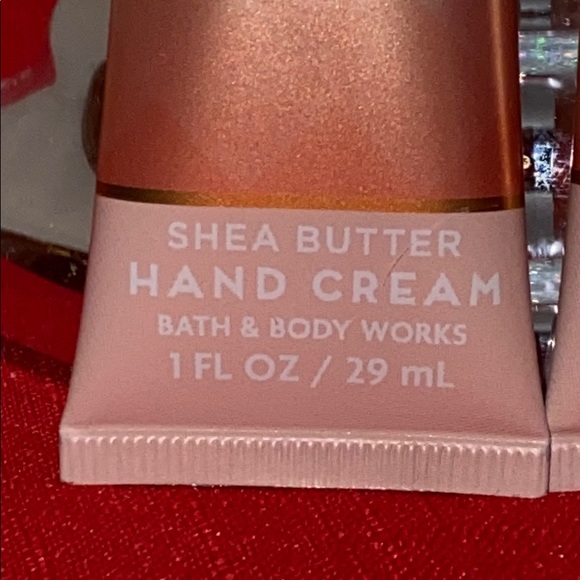 SHEA BUTTER
HAND CREAM
BATH & BODY WORKS
1 FL OZ / 29 mL